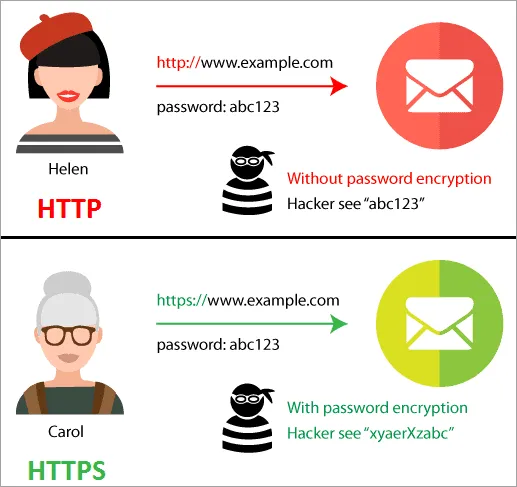 http://www.example.com
password: abc123
Helen
HTTP
Without password encryption
Hacker see “abc123”
https://www.example.com
password: abc123
Carol
HTTPS
With password encryption
Hacker see “xyaerXzabc”